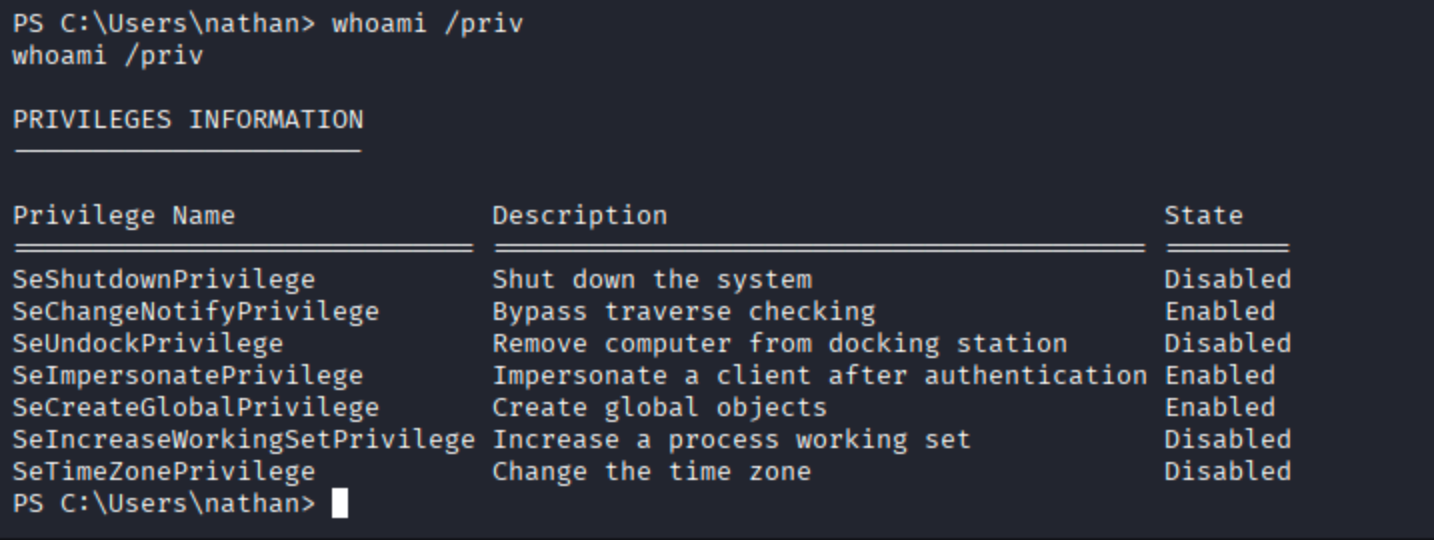 PS C:\Users\nathan> whoami /priv
whoami /priv
PRIVILEGES INFORMATION
----------------------
Privilege Name                Description                               State
============================= ========================================= ========
SeShutdownPrivilege           Shut down the system                      Disabled
SeChangeNotifyPrivilege       Bypass traverse checking                  Enabled
SeUndockPrivilege             Remove computer from docking station      Disabled
SeImpersonatePrivilege        Impersonate a client after authentication Enabled
SeCreateGlobalPrivilege       Create global objects                     Enabled
SeIncreaseWorkingSetPrivilege Increase a process working set            Disabled
SeTimeZonePrivilege           Change the time zone                      Disabled
PS C:\Users\nathan>